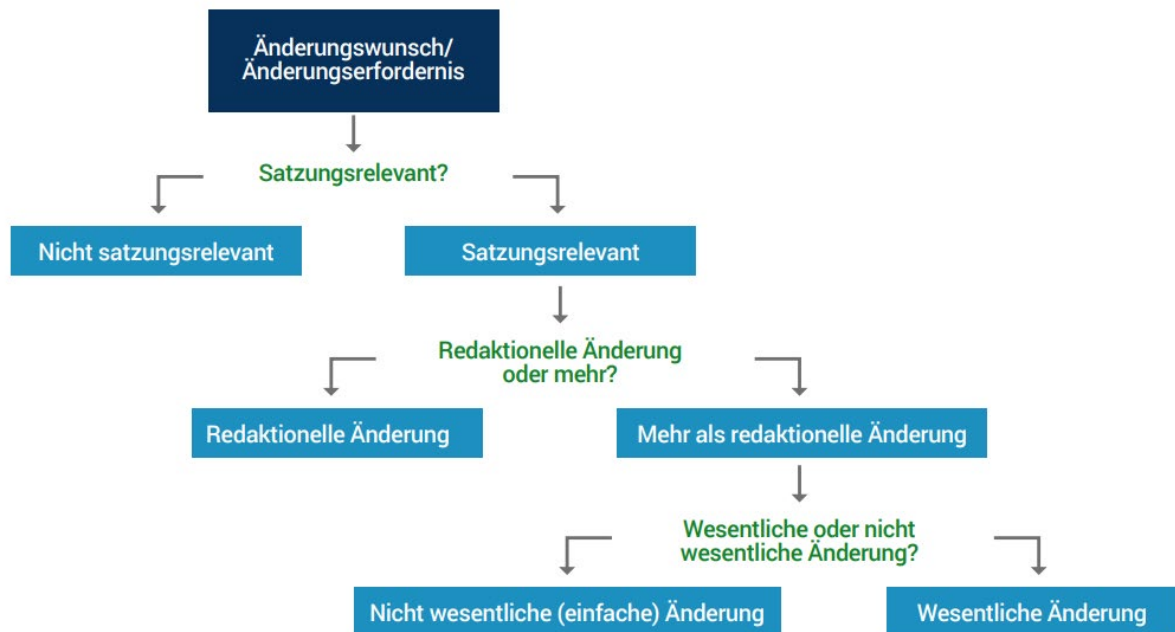 Änderungswunsch/
Änderungserfordernis
Satzungsrelevant?
Nicht satzungsrelevant
Satzungsrelevant
Redaktionelle Änderung
oder mehr?
Redaktionelle Änderung
Mehr als redaktionelle Änderung
Wesentliche oder nicht
wesentliche Änderung?
Nicht wesentliche (einfache) Änderung
Wesentliche Änderung